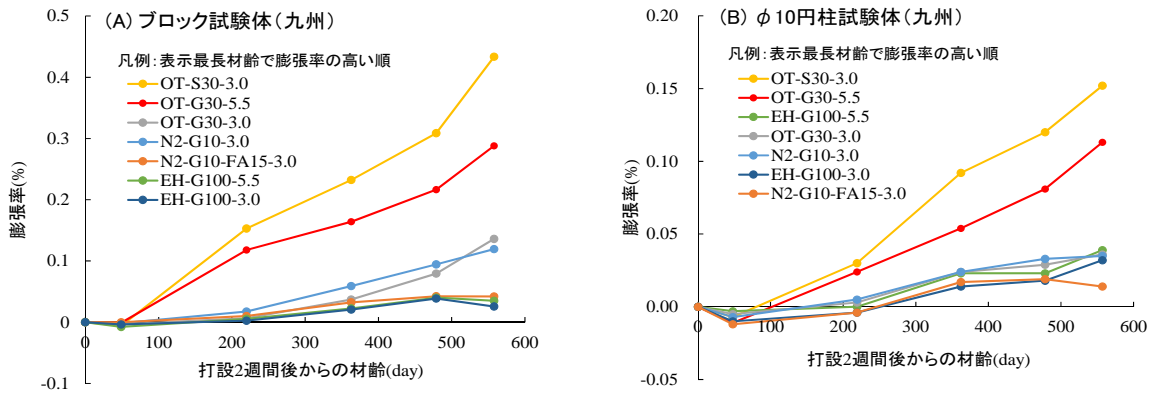 (A) ブロック試験体（九州）
凡例：表示最長材齢で膨張率の高い順
OT-S30-3.0
OT-G30-5.5
OT-G30-3.0
N2-G10-3.0
N2-G10-FA15-3.0
EH-G100-5.5
EH-G100-3.0
膨張率(%)
0.5
0.4
0.3
0.2
0.1
0
-0.1
0 100 200 300 400 500 600
打設2週間後からの材齢(day)
(B) φ10円柱試験体（九州）
凡例：表示最長材齢で膨張率の高い順
OT-S30-3.0
OT-G30-5.5
EH-G100-5.5
OT-G30-3.0
N2-G10-3.0
EH-G100-3.0
N2-G10-FA15-3.0
膨張率(%)
0.20
0.15
0.10
0.05
0.00
-0.05
0 100 200 300 400 500 600
打設2週間後からの材齢(day)